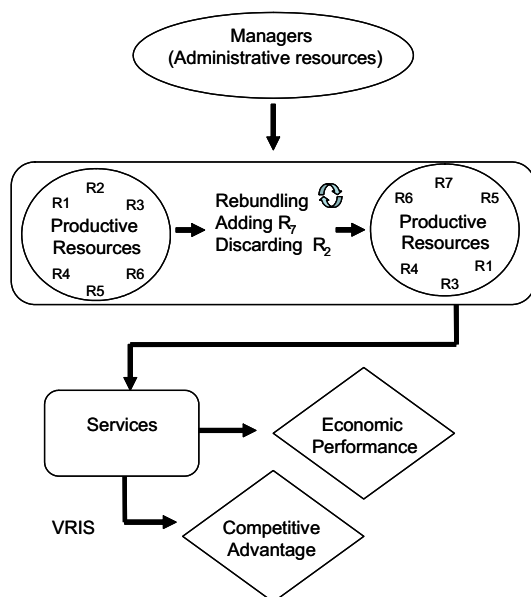 Managers
(Administrative resources)
R1 R2 R3
Productive
Resources
R4 R5 R6
Rebundling
Adding R7
Discarding R2
R6 R7 R5
Productive
Resources
R4 R3 R1
Services
Economic
Performance
VRIS
Competitive
Advantage